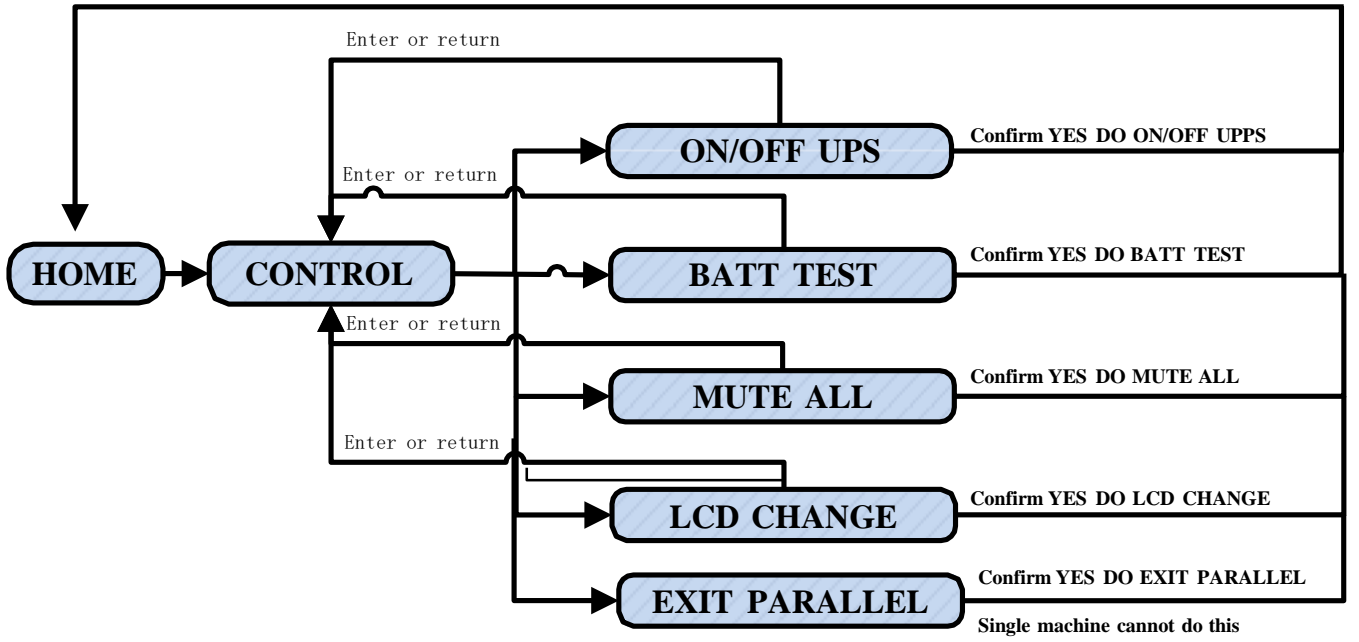 Enter or return
ON/OFF UPS
Confirm YES DO ON/OFF UPPS
Enter or return
HOME
CONTROL
BATT TEST
Confirm YES DO BATT TEST
Enter or return
MUTE ALL
Confirm YES DO MUTE ALL
Enter or return
LCD CHANGE
Confirm YES DO LCD CHANGE
EXIT PARALLEL
Confirm YES DO EXIT PARALLEL
Single machine cannot do this